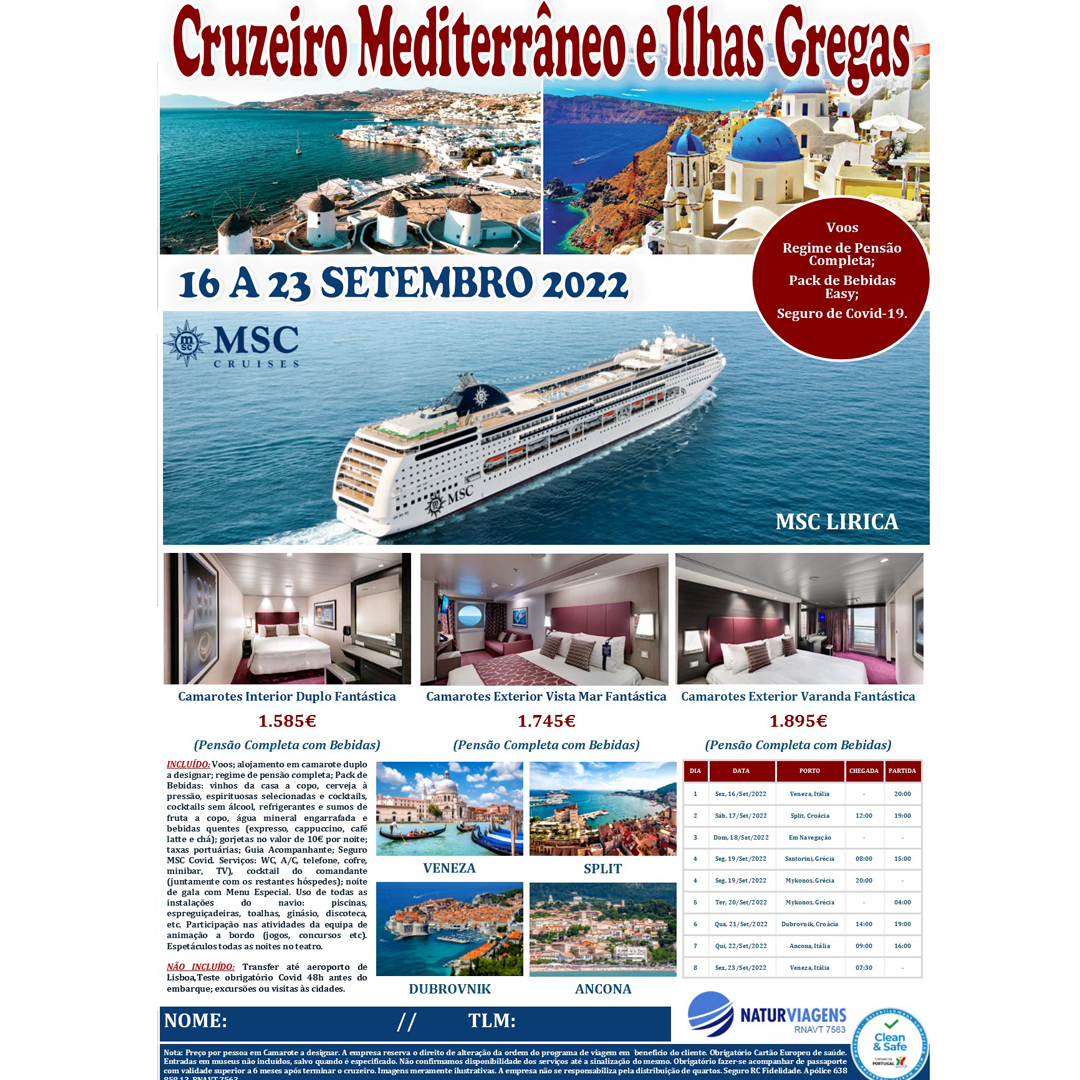 Cruzeiro Mediterrâneo e Ilhas Gregas
Voos
Regime de Pensão
Completa;
Pack de Bebidas
Easy;
Seguro de Covid-19.
16 A 23 SETEMBRO 2022
MSC
CRUISES
MSC
MSC LIRICA
Camarotes Interior Duplo Fantástica
1.585€
(Pensão Completa com Bebidas)
Camarotes Exterior Vista Mar Fantástica
1.745€
(Pensão Completa com Bebidas)
Camarotes Exterior Varanda Fantástica
1.895€
(Pensão Completa com Bebidas)
INCLUÍDO: Voos; alojamento em camarote duplo
a designar; regime de pensão completa; Pack de
Bebidas: vinhos da casa a copo, cerveja à
pressão, espirituosas selecionadas e cocktails,
cocktails sem álcool, refrigerantes e sumos de
fruta a copo, água mineral engarrafada e
bebidas quentes (expresso, cappuccino, café
latte e chá); gorjetas no valor de 10€ por noite;
taxas portuárias; Guia Acompanhante; Seguro
MSC Covid. Serviços: WC, A/C, telefone, cofre,
minibar, TV), cocktail do comandante
(juntamente com os restantes hóspedes); noite
de gala com Menu Especial. Uso de todas as
instalações do navio: piscinas,
espreguiçadeiras, toalhas, ginásio, discoteca,
etc. Participação nas atividades da equipa de
animação a bordo (jogos, concursos etc).
Espetáculos todas as noites no teatro.
NÃO INCLUÍDO: Transfer até aeroporto de
Lisboa,Teste obrigatório Covid 48h antes do
embarque; excursões ou visitas às cidades.
VENEZA
SPLIT
DUBROVNIK
ANCONA
DIA DATA PORTO CHEGADA PARTIDA
1 Sex, 16/Set/2022 Veneza, Itália - 20:00
2 Sáb, 17/Set/2022 Split, Croácia 12:00 19:00
3 Dom, 18/Set/2022 Em Navegação - -
4 Seg, 19/Set/2022 Santorini, Grécia 08:00 15:00
4 Seg, 19/Set/2022 Mykonos, Grécia 20:00 -
5 Ter, 20/Set/2022 Mykonos, Grécia - 04:00
6 Qua, 21/Set/2022 Dubrovnik, Croácia 14:00 19:00
7 Qui, 22/Set/2022 Ancona, Itália 09:00 16:00
8 Sex, 23/Set/2022 Veneza, Itália 07:30 -
NOME: // TLM:
NATURVIAGENS
RNAVT 7563
Clean
& Safe
TURISMO DE
PORTUGAL
Nota: Preço por pessoa em Camarote a designar. A empresa reserva o direito de alteração da ordem do programa de viagem em beneficio do cliente. Obrigatório Cartão Europeu de saúde.
Entradas em museus não incluídos, salvo quando é especificado. Não confirmamos disponibilidade dos serviços até a sinalização do mesmo. Obrigatório fazer-se acompanhar de passaporte
com validade superior a 6 meses após terminar o cruzeiro. Imagens meramente ilustrativas. A empresa não se responsabiliza pela distribuição de quartos. Seguro RC Fidelidade. Apólice 638
RNAVT 7563